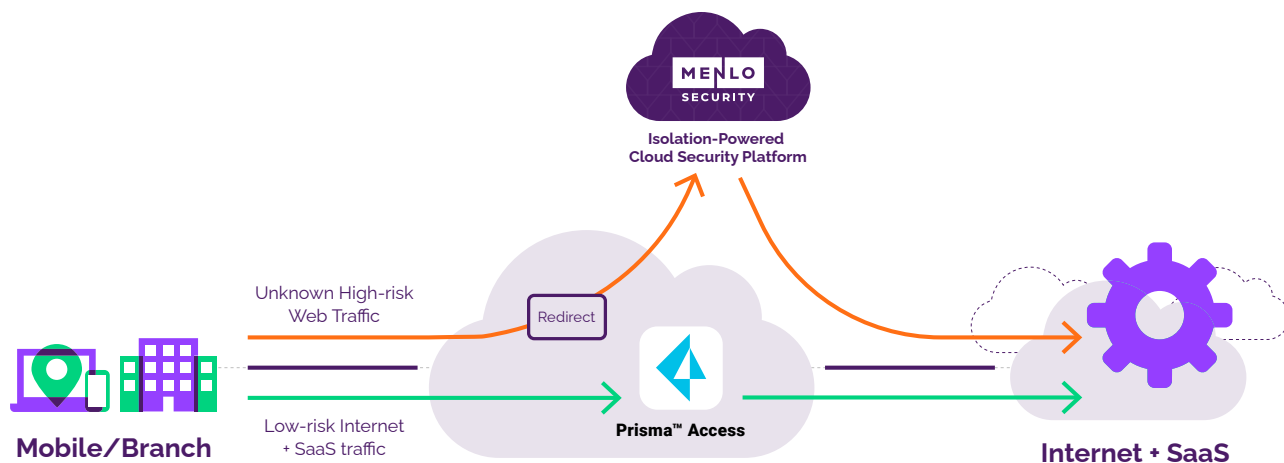 MENLO
SECURITY
Isolation-Powered
Cloud Security Platform
Unknown High-risk
Web Traffic
Redirect
Low-risk Internet
+ SaaS traffic
Prisma™ Access
Mobile/Branch
Internet + SaaS